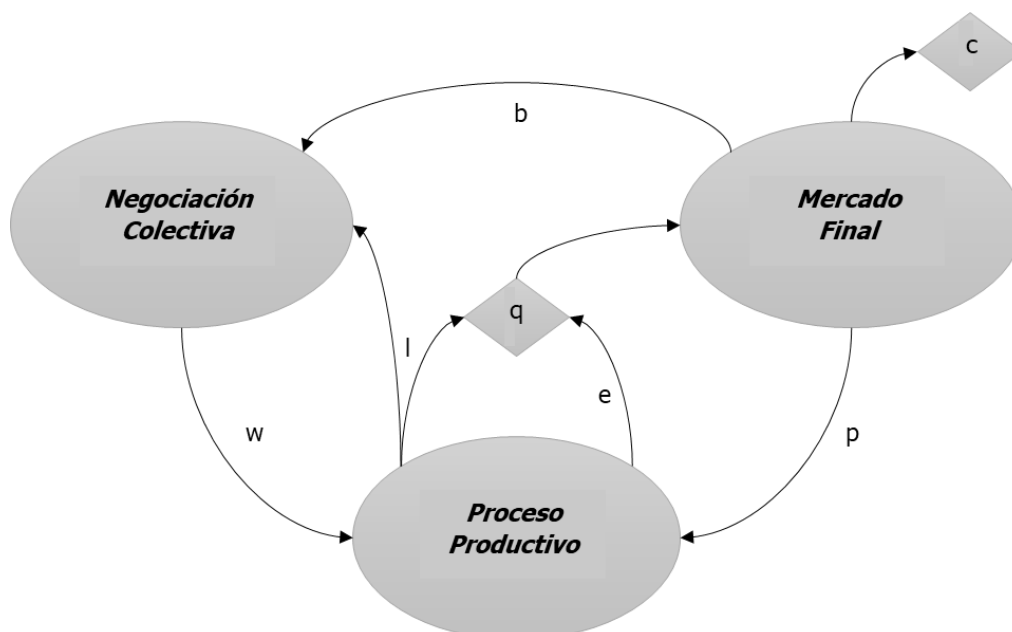 c
b
Negociación
Colectiva
Mercado
Final
q
l
e
w
p
Proceso
Productivo